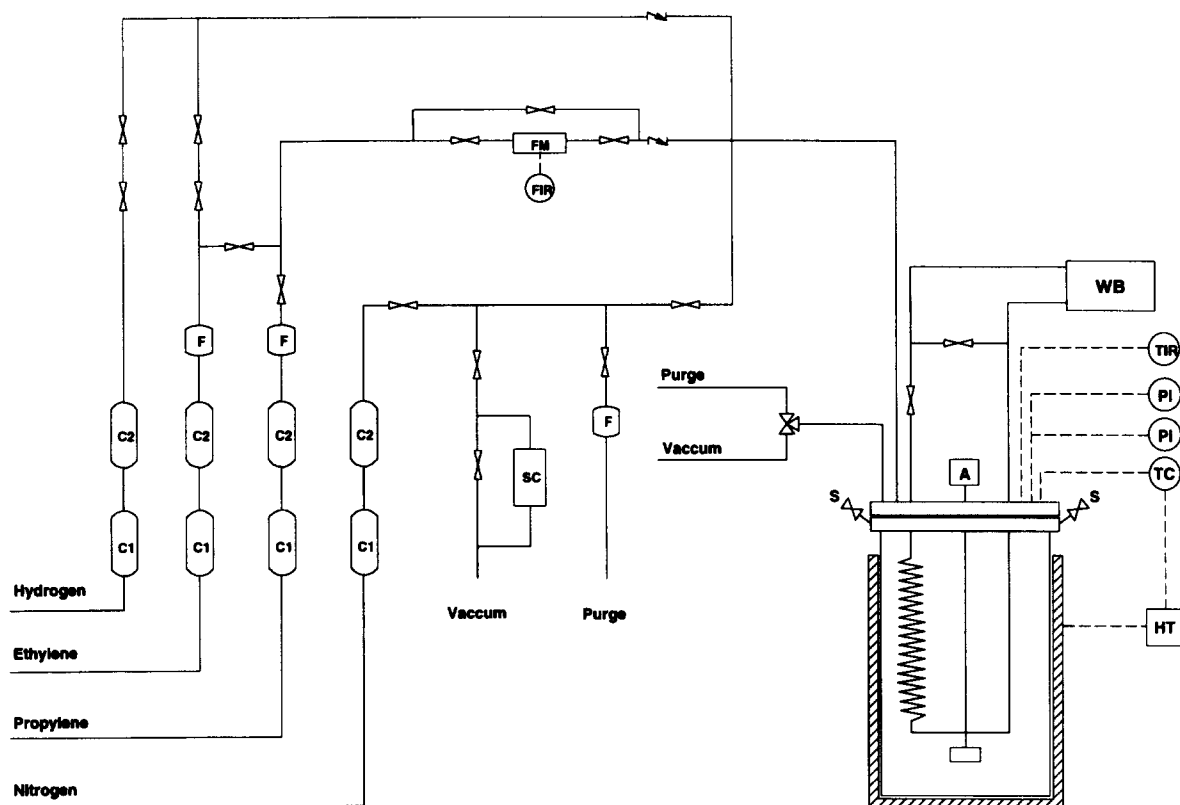 FM
FIR
WB
F
F
TIR
Purge
PI
F
C2
C2
C2
C2
PI
Vaccum
SC
A
TC
S
S
C1
C1
C1
C1
Hydrogen
Vaccum
Purge
HT
Ethylene
Propylene
Nitrogen